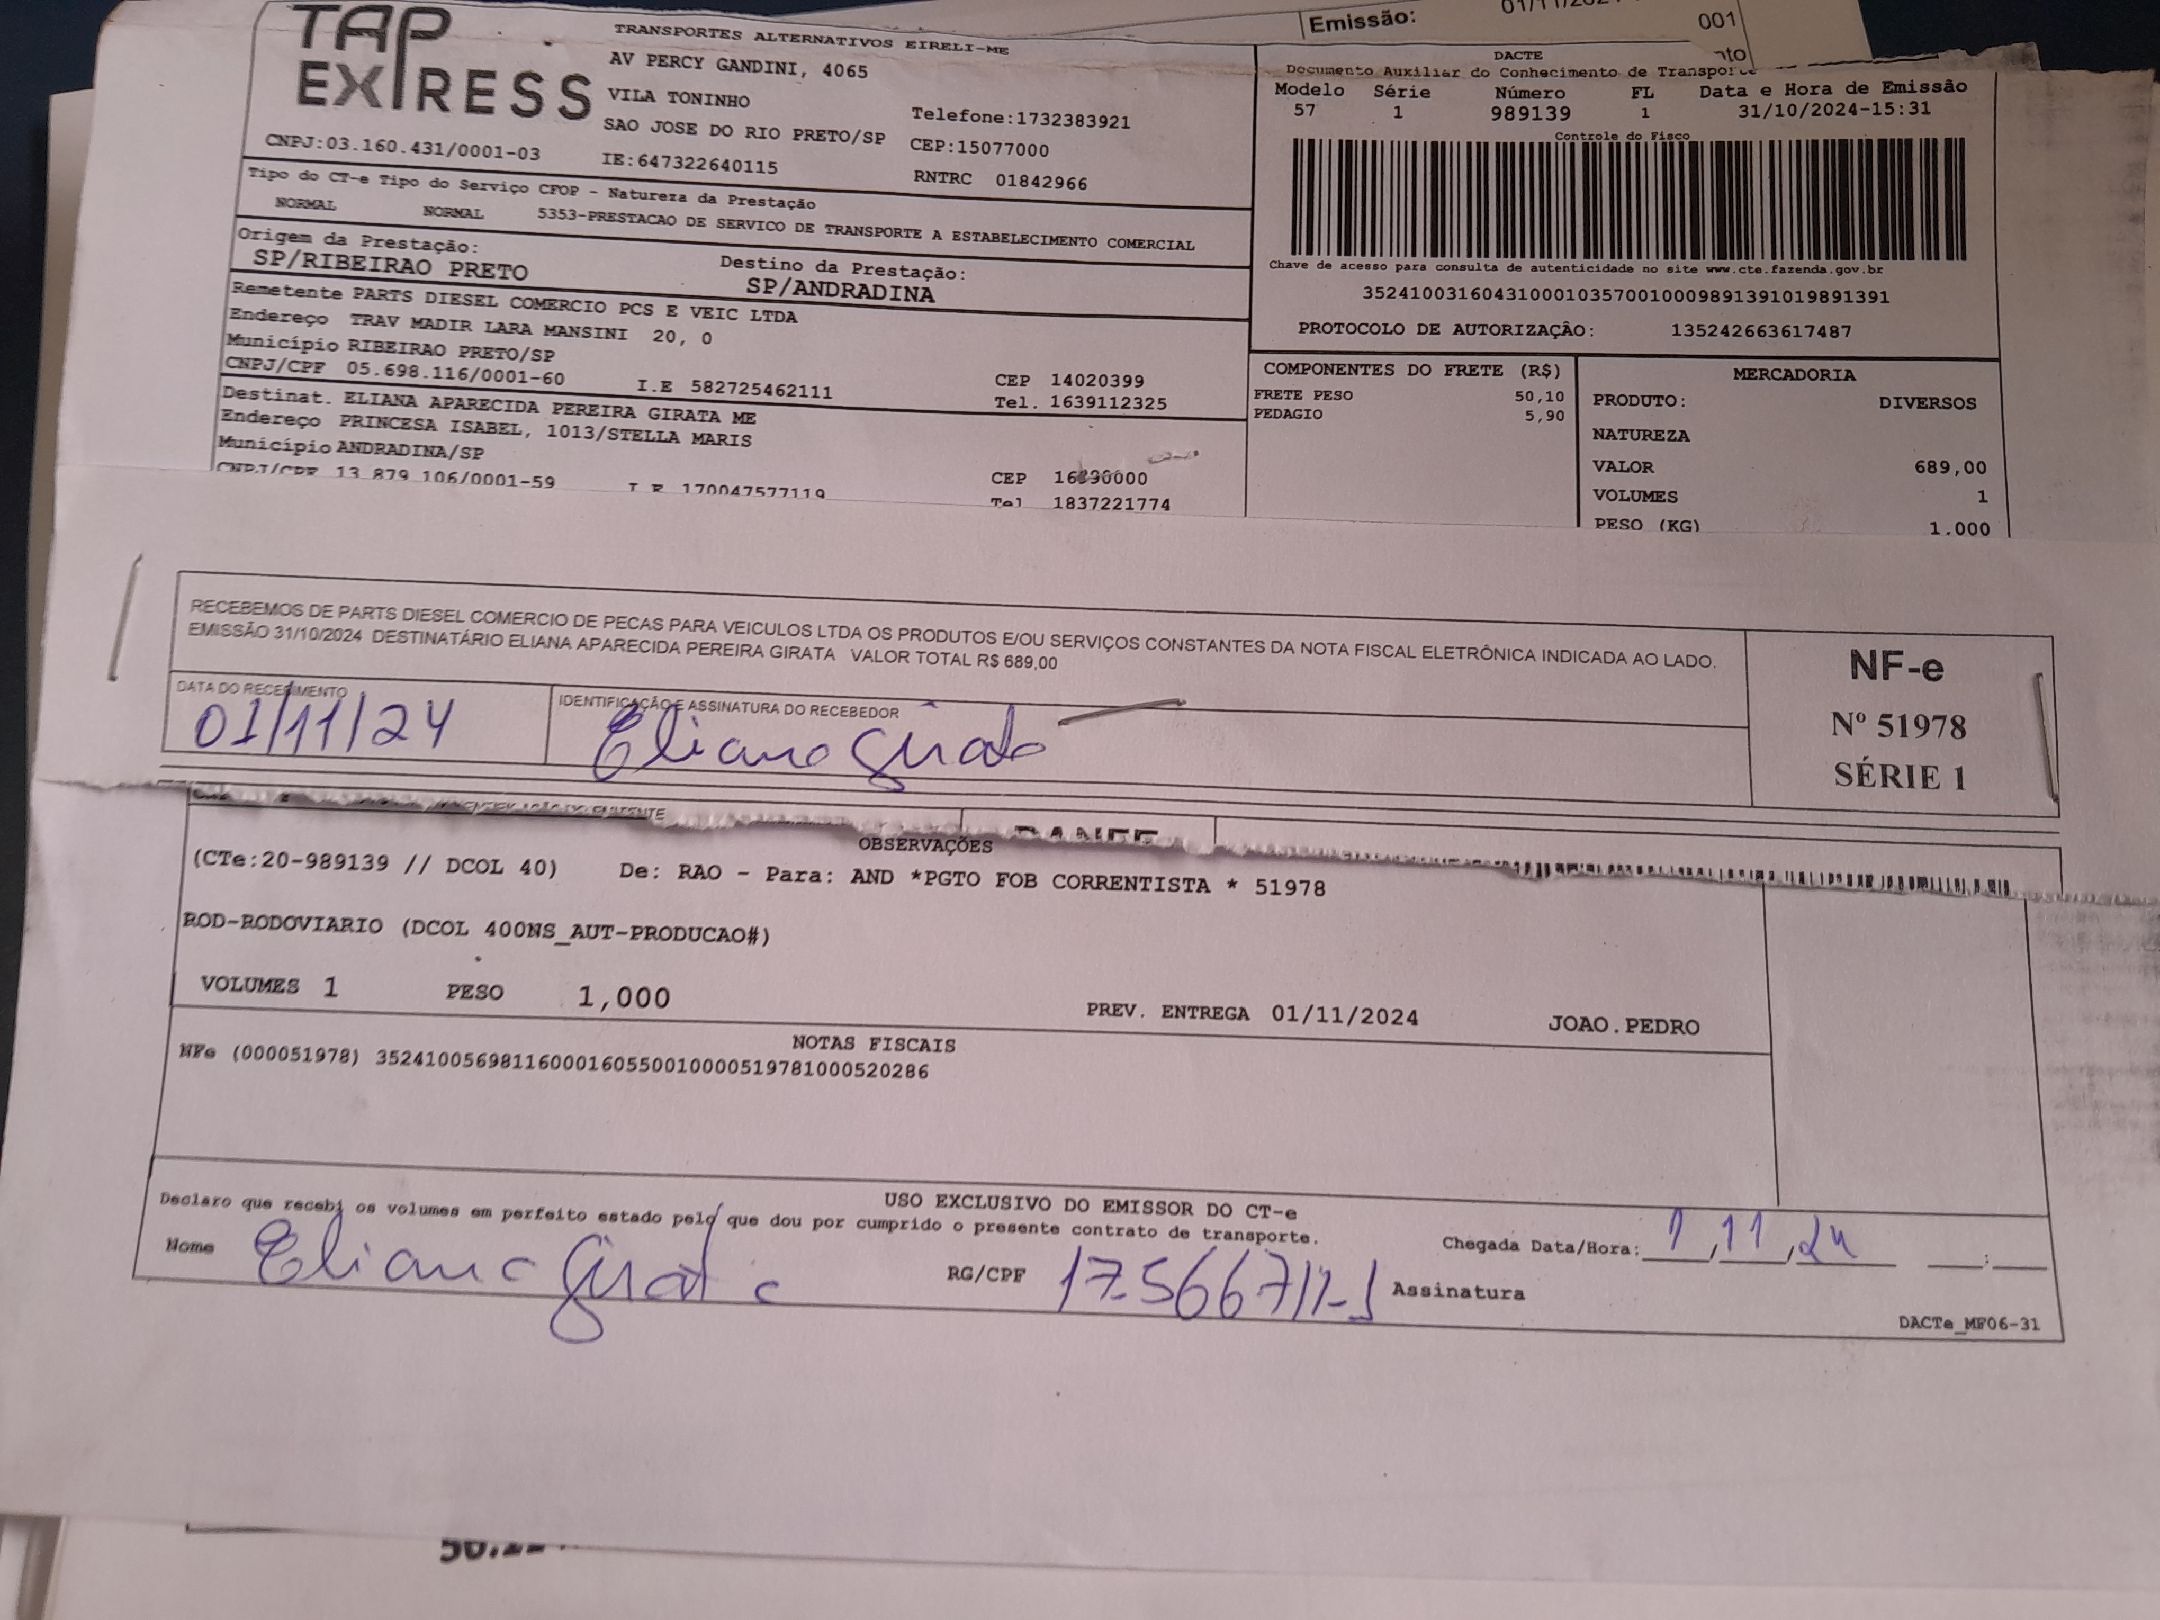 Emissão:
001
TAP
EXPRESS
TRANSPORTES ALTERNATIVOS EIRELI-ME
AV PERCY GANDINI, 4065
VILA TONINHO
SAO JOSE DO RIO PRETO/SP
Telefone:1732383921
CEP:15077000
CNPJ:03.160.431/0001-03
IE:647322640115
RNTRC 01842966
DACTE
Documento Auxiliar do Conhecimento de Transporte
Modelo Série Número FL Data e Hora de Emissão
57 1 989139 1 31/10/2024-15:31
Controle do Fisco
Chave de acesso para consulta de autenticidade no site www.cte.fazenda.gov.br
35241003160431000103570010009891391019891391
PROTOCOLO DE AUTORIZAÇÃO: 135242663617487
Tipo do CT-e Tipo do Serviço CFOP - Natureza da Prestação
NORMAL NORMAL 5353-PRESTACAO DE SERVICO DE TRANSPORTE A ESTABELECIMENTO COMERCIAL
Origem da Prestação:
SP/RIBEIRAO PRETO
Destino da Prestação:
SP/ANDRADINA
Remetente PARTS DIESEL COMERCIO PCS E VEIC LTDA
Endereço TRAV MADIR LARA MANSINI 20, 0
Município RIBEIRAO PRETO/SP
CNPJ/CPF 05.698.116/0001-60 I.E 582725462111
CEP 14020399
Tel. 1639112325
Destinat. ELIANA APARECIDA PEREIRA GIRATA ME
Endereço PRINCESA ISABEL, 1013/STELLA MARIS
Município ANDRADINA/SP
CNPJ/CPF 13 879 106/0001-59 I E 170047577119
CEP
Tel 1837221774
COMPONENTES DO FRETE (R$)
FRETE PESO 50,10
PEDAGIO 5,90
MERCADORIA
PRODUTO: DIVERSOS
NATUREZA
VALOR 689,00
VOLUMES 1
PESO (KG) 1.000
RECEBEMOS DE PARTS DIESEL COMERCIO DE PECAS PARA VEICULOS LTDA OS PRODUTOS E/OU SERVIÇOS CONSTANTES DA NOTA FISCAL ELETRÔNICA INDICADA AO LADO.
EMISSÃO 31/10/2024 DESTINATÁRIO ELIANA APARECIDA PEREIRA GIRATA VALOR TOTAL R$ 689,00
DATA DO RECEBIMENTO
01/11/24
IDENTIFICAÇÃO E ASSINATURA DO RECEBEDOR
Eliana Girata
NF-e
Nº 51978
SÉRIE 1
DANFE
OBSERVAÇÕES
(CTe:20-989139 // DCOL 40) De: RAO - Para: AND *PGTO FOB CORRENTISTA * 51978
ROD-RODOVIARIO (DCOL 400NS_AUT-PRODUCAO#)
VOLUMES 1 PESO 1,000 PREV. ENTREGA 01/11/2024 JOAO.PEDRO
NOTAS FISCAIS
NFe (000051978) 35241005698116000160550010000519781000520286
USO EXCLUSIVO DO EMISSOR DO CT-e
Declaro que recebi os volumes em perfeito estado pelo que dou por cumprido o presente contrato de transporte.
Nome Eliana Girata RG/CPF Assinatura
Chegada Data/Hora: 1, 11, 24 :
DACTe_MF06-31